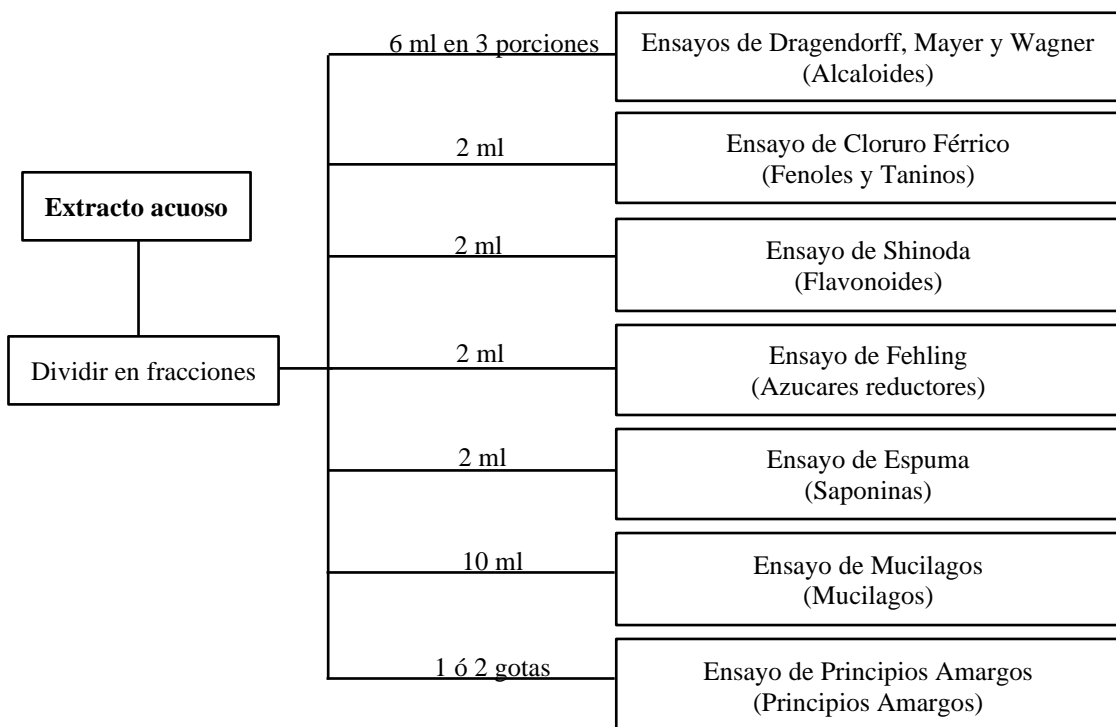 6 ml en 3 porciones
Ensayos de Dragendorff, Mayer y Wagner
(Alcaloides)
2 ml
Ensayo de Cloruro Férrico
(Fenoles y Taninos)
Extracto acuoso
2 ml
Ensayo de Shinoda
(Flavonoides)
Dividir en fracciones
2 ml
Ensayo de Fehling
(Azucares reductores)
2 ml
Ensayo de Espuma
(Saponinas)
10 ml
Ensayo de Mucilagos
(Mucilagos)
1 ó 2 gotas
Ensayo de Principios Amargos
(Principios Amargos)